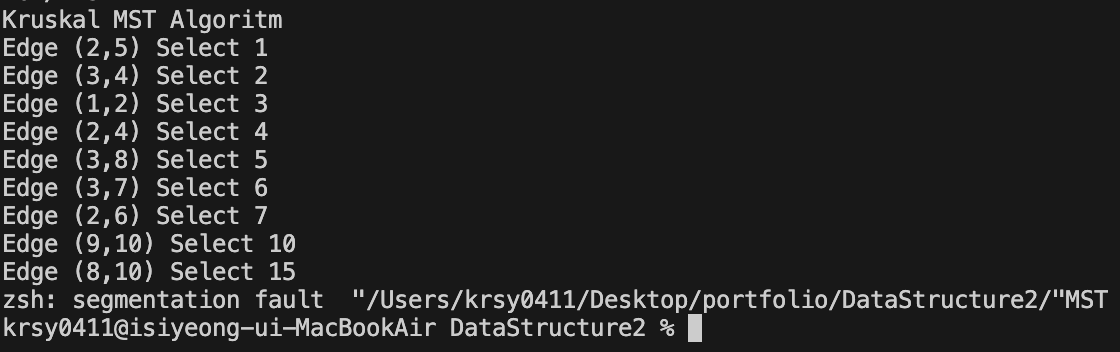 Kruskal MST Algoritm
Edge (2,5) Select 1
Edge (3,4) Select 2
Edge (1,2) Select 3
Edge (2,4) Select 4
Edge (3,8) Select 5
Edge (3,7) Select 6
Edge (2,6) Select 7
Edge (9,10) Select 10
Edge (8,10) Select 15
zsh: segmentation fault  "/Users/krsy0411/Desktop/portfolio/DataStructure2/"MST
krsy0411@isiyeong-ui-MacBookAir DataStructure2 %